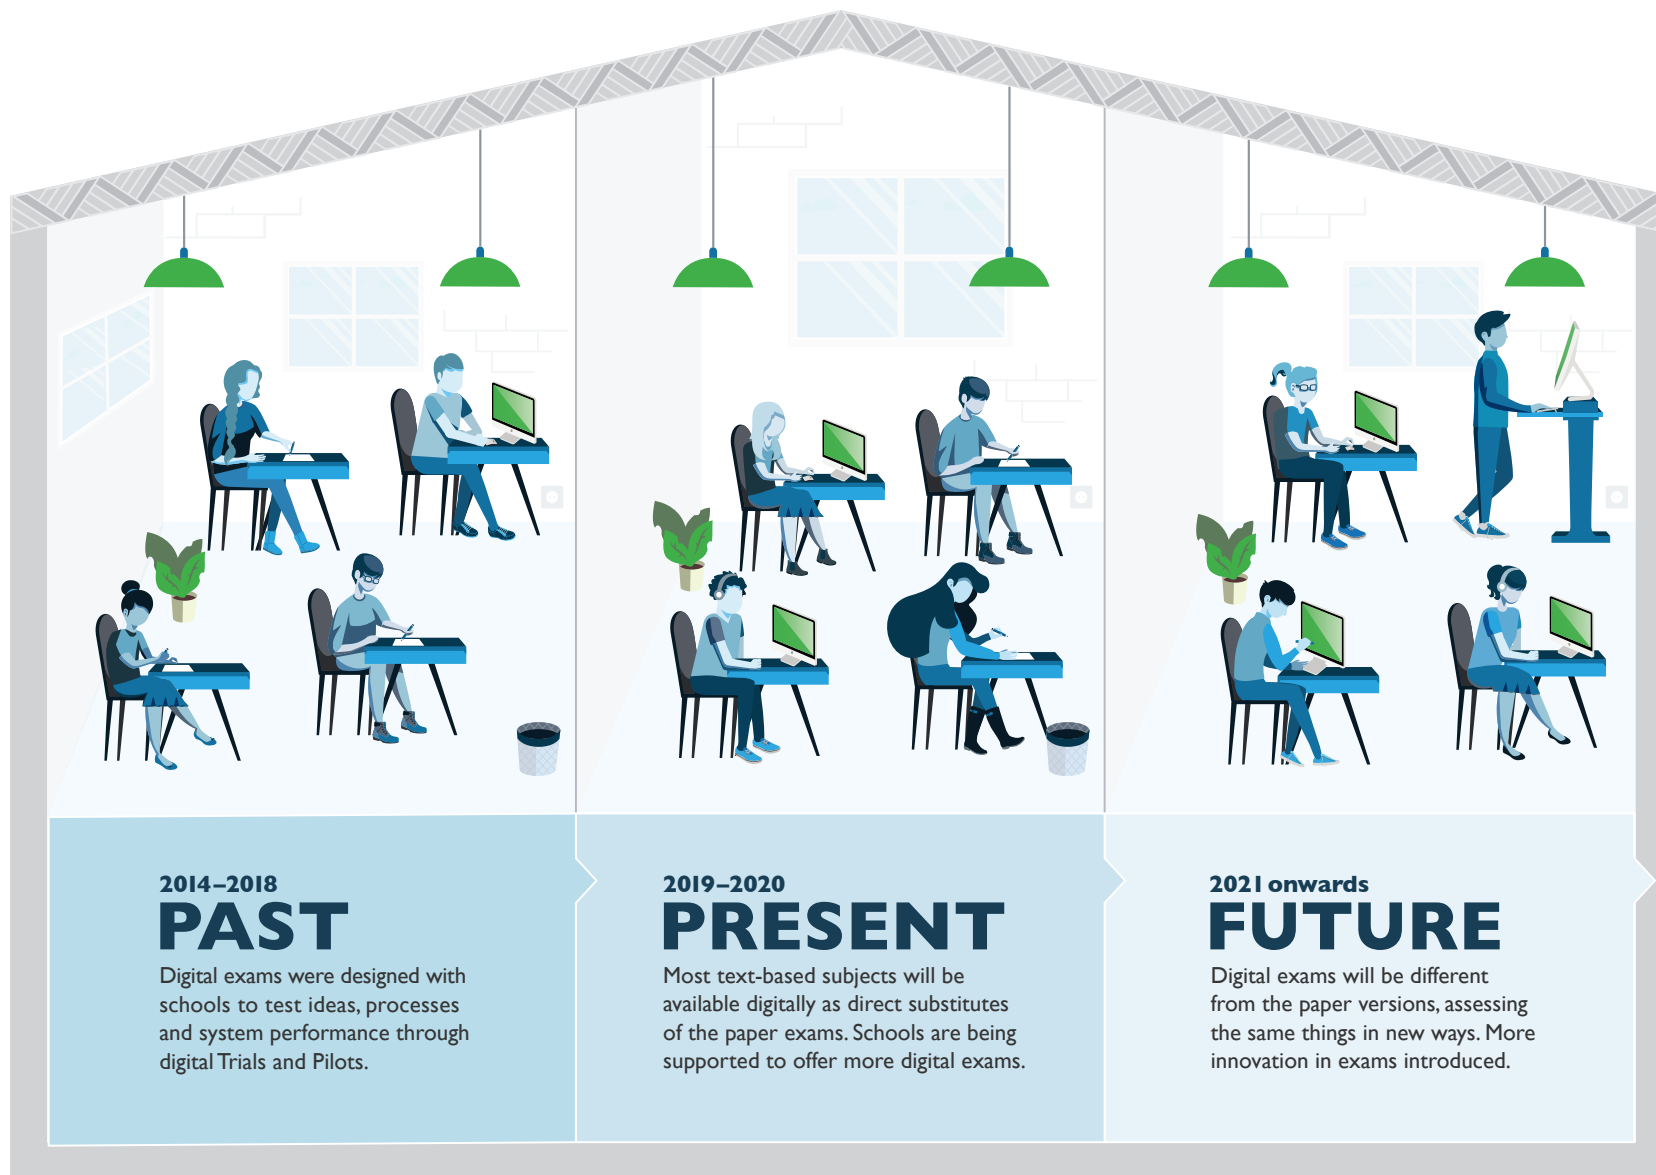 2014–2018
PAST
Digital exams were designed with
schools to test ideas, processes
and system performance through
digital Trials and Pilots.
2019–2020
PRESENT
Most text-based subjects will be
available digitally as direct substitutes
of the paper exams. Schools are being
supported to offer more digital exams.
2021 onwards
FUTURE
Digital exams will be different
from the paper versions, assessing
the same things in new ways. More
innovation in exams introduced.